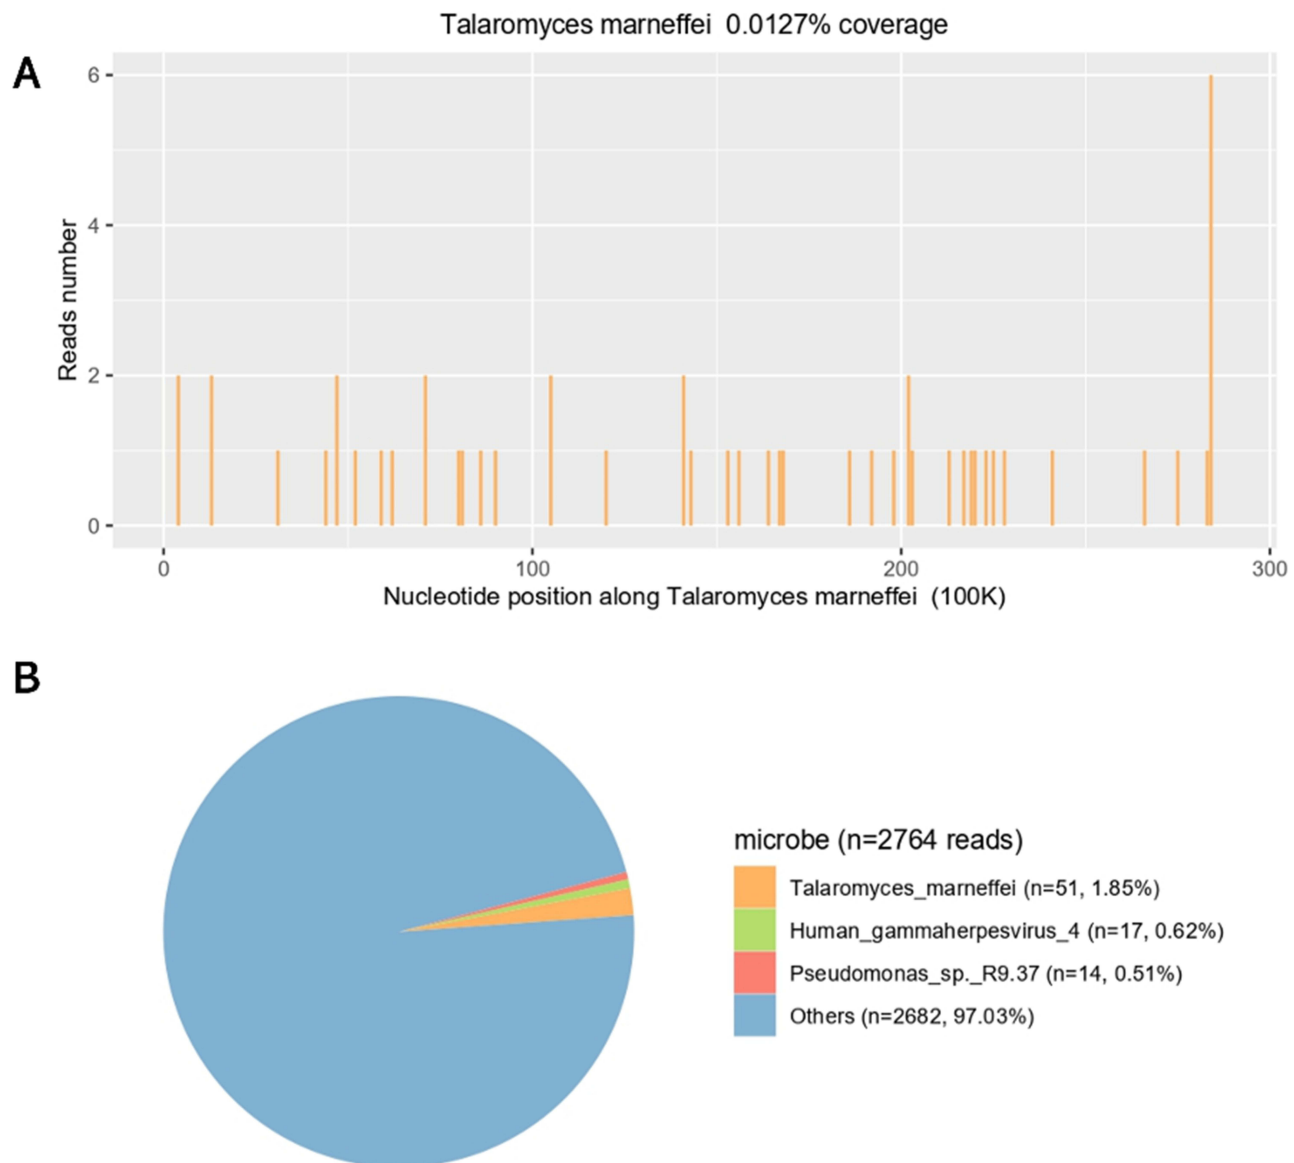 Talaromyces marneffei  0.0127% coverage
A
6
4
2
0
Reads number
0 100 200 300
Nucleotide position along Talaromyces marneffei  (100K)
B
microbe (n=2764 reads)
Talaromyces_marneffei (n=51, 1.85%)
Human_gammaherpesvirus_4 (n=17, 0.62%)
Pseudomonas_sp._R9.37 (n=14, 0.51%)
Others (n=2682, 97.03%)